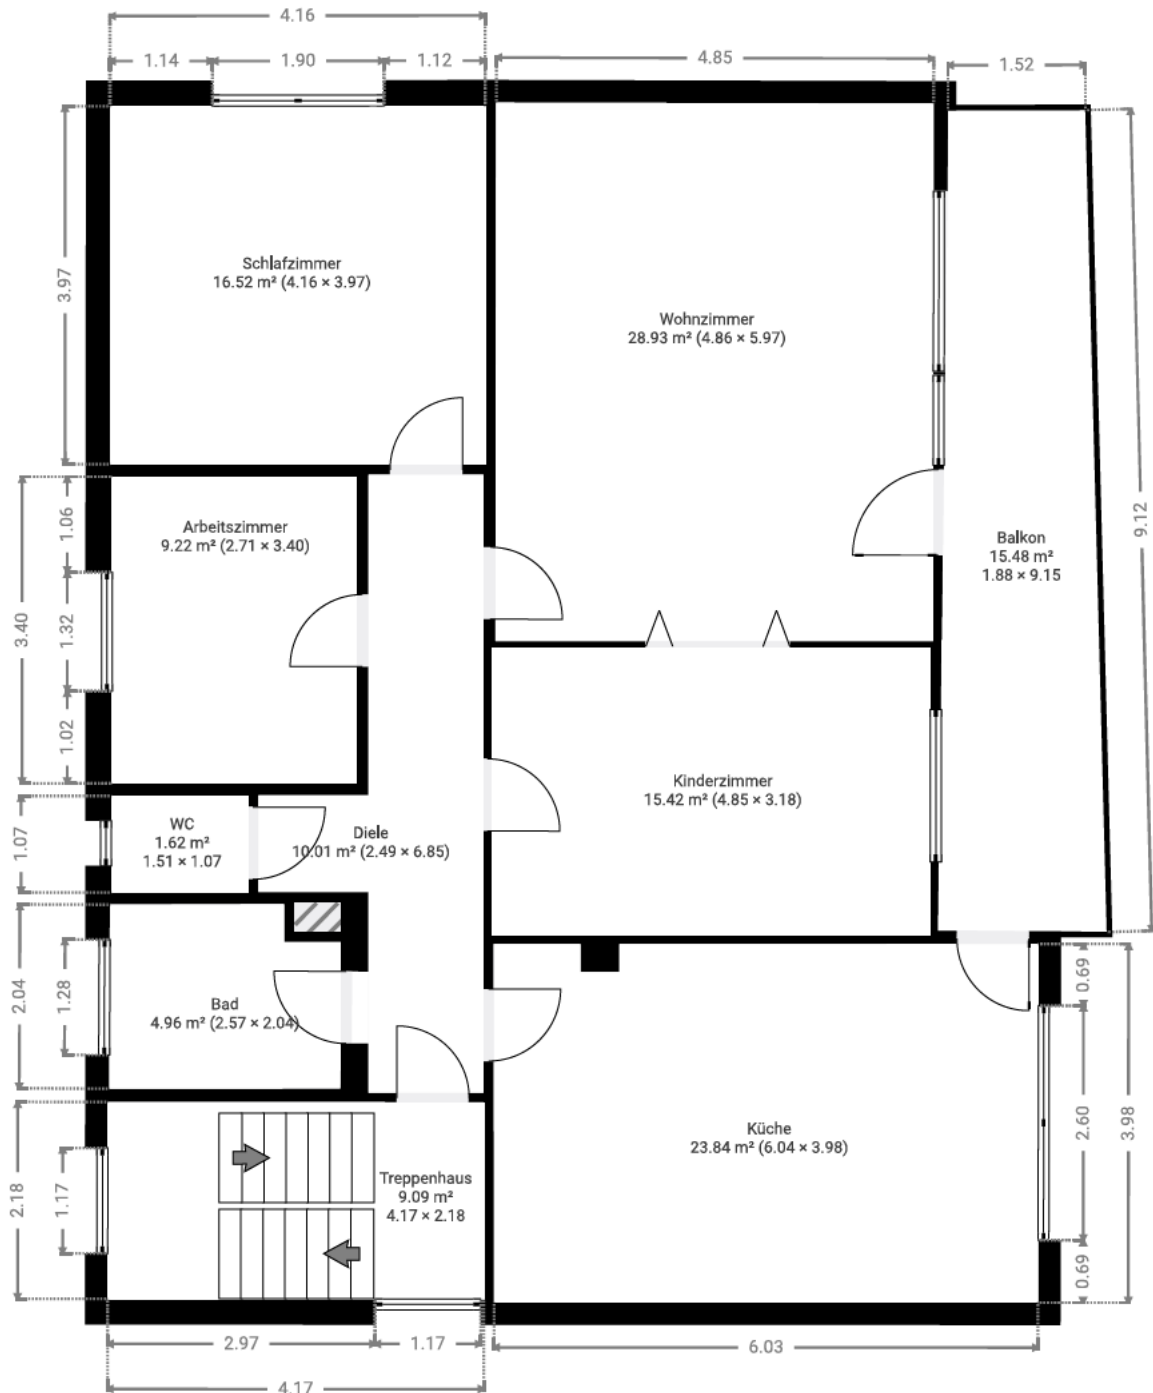 4.16
1.14
1.90
1.12
4.85
1.52
3.97
Schlafzimmer
16.52 m² (4.16 × 3.97)
Wohnzimmer
28.93 m² (4.86 × 5.97)
9.12
3.40
1.06
1.32
1.02
Arbeitszimmer
9.22 m² (2.71 × 3.40)
Balkon
15.48 m²
1.88 × 9.15
Kinderzimmer
15.42 m² (4.85 × 3.18)
1.07
WC
1.62 m²
1.51 × 1.07
Diele
10.01 m² (2.49 × 6.85)
2.04
1.28
Bad
4.96 m² (2.57 × 2.04)
0.69
2.60
0.69
3.98
Küche
23.84 m² (6.04 × 3.98)
2.18
1.17
Treppenhaus
9.09 m²
4.17 × 2.18
2.97
1.17
6.03
4.17